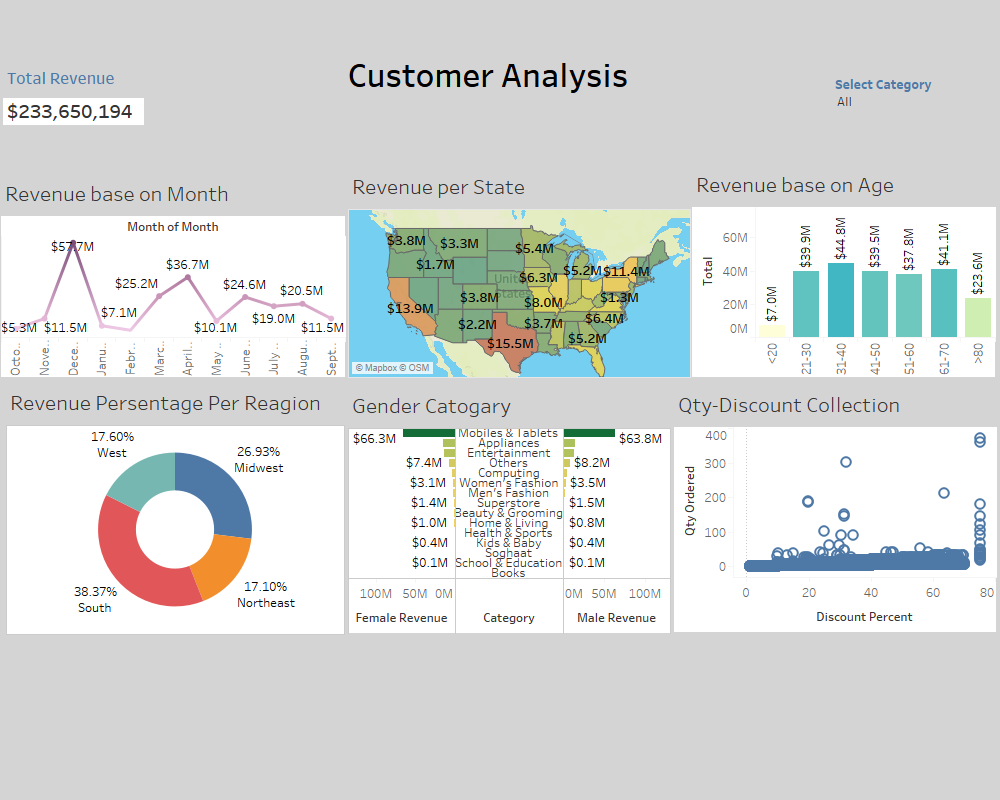 Customer Analysis
Total Revenue
$233,650,194
Select Category
All
Revenue base on Month
Month of Month
$5.3M
$11.5M
$57.7M
$7.1M
$25.2M
$36.7M
$10.1M
$24.6M
$19.0M
$20.5M
$11.5M
Octo..
Nove..
Dece..
Janu..
Febr..
Marc..
April..
May ..
June ..
July ..
Augu..
Sept..
Revenue per State
$3.8M
$3.3M
$5.4M
$1.7M
$6.3M
$5.2M
$11.4M
United
States
$3.8M
$8.0M
$1.3M
$13.9M
$2.2M
$3.7M
$6.4M
$15.5M
$5.2M
© Mapbox © OSM
Revenue base on Age
Total
60M
40M
20M
0M
$7.0M
$39.9M
$44.8M
$39.5M
$37.8M
$41.1M
$23.6M
<20
21-30
31-40
41-50
51-60
61-70
>80
Revenue Persentage Per Reagion
17.60%
West
26.93%
Midwest
38.37%
South
17.10%
Northeast
Gender Catogary
$66.3M Mobiles & Tablets $63.8M
Appliances
Entertainment
$7.4M Others $8.2M
Computing
$3.1M Women's Fashion $3.5M
Men's Fashion
$1.4M Superstore $1.5M
Beauty & Grooming
$1.0M Home & Living $0.8M
Health & Sports
$0.4M Kids & Baby $0.4M
Soghaat
$0.1M School & Education $0.1M
Books
100M 50M 0M 0M 50M 100M
Female Revenue Category Male Revenue
Qty-Discount Collection
Qty Ordered
400
300
200
100
0
0 20 40 60 80
Discount Percent